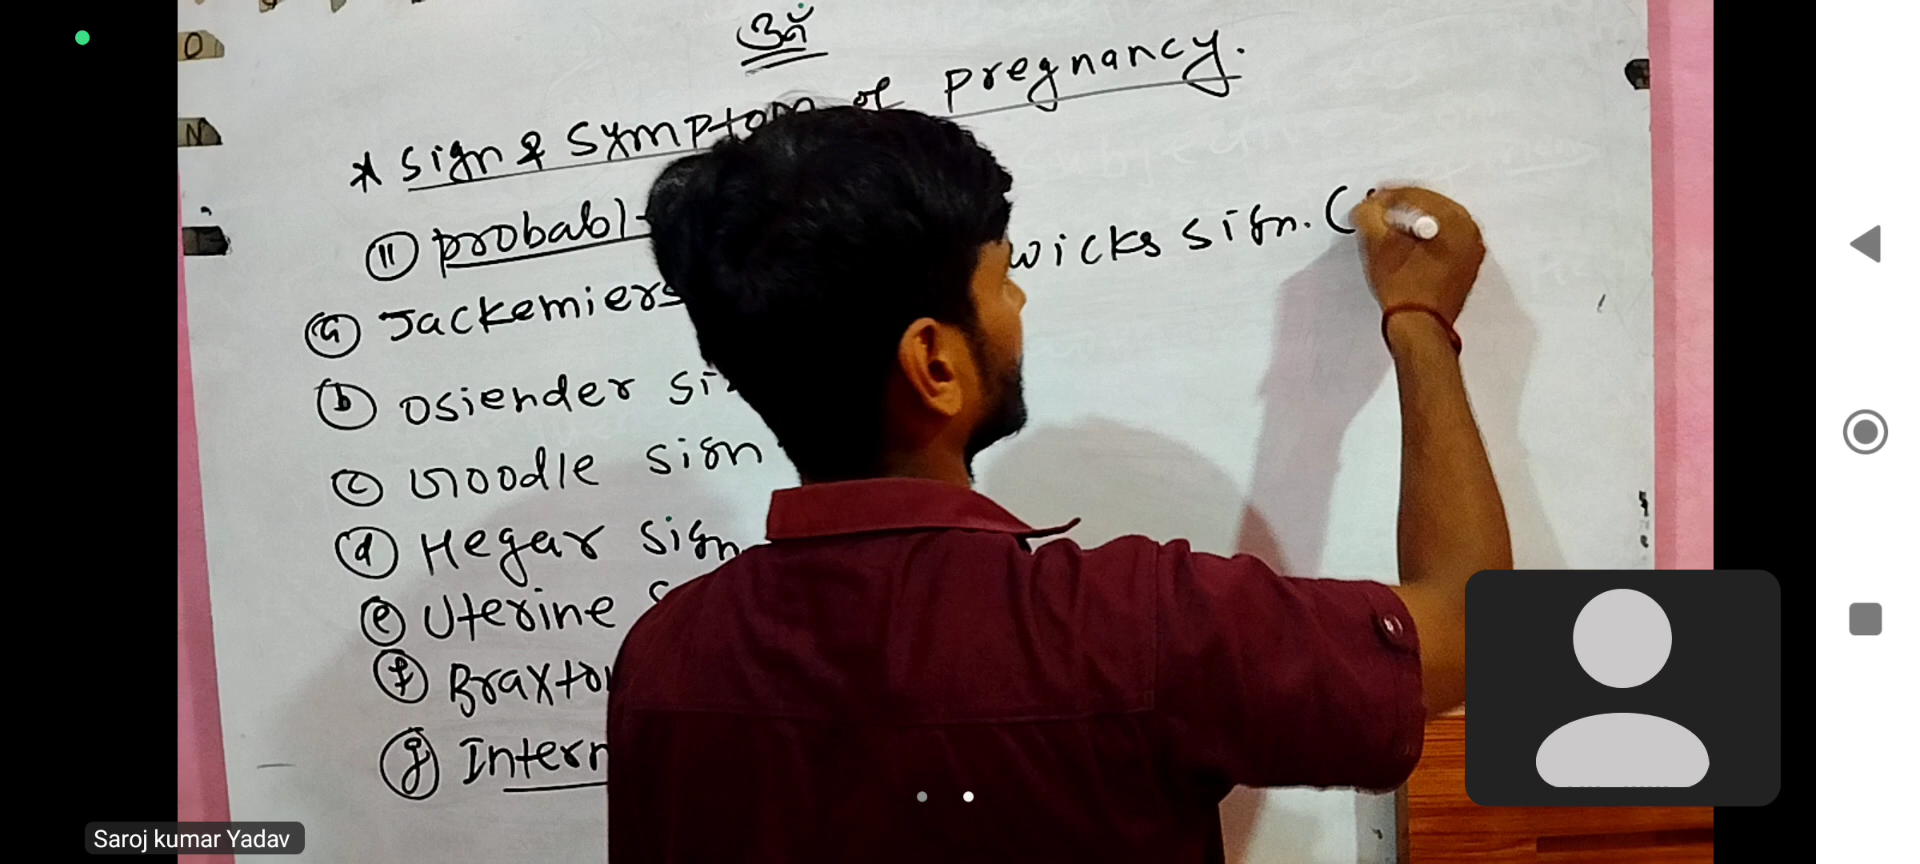 ॐ
* Sign & Symptom of pregnancy.
(II) probabl
(a) Jackemiers
wicks sign. (
(b) Osiender si
(c) Goodle sign
(d) Hegar sign
(e) Uterine S
(f) Braxto
(g) Intern
O
N
Saroj kumar Yadav